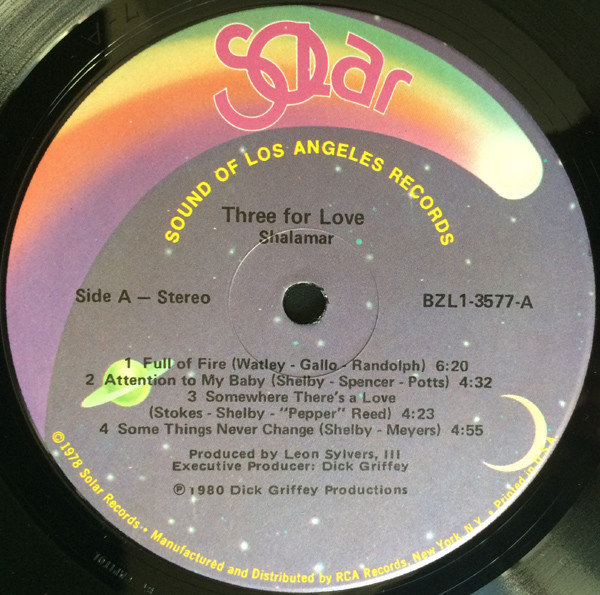 Solar
SOUND OF LOS ANGELES RECORDS
Three for Love
Shalamar
Side A — Stereo
BZL1-3577-A
1 Full of Fire (Watley - Gallo - Randolph) 6:20
2 Attention to My Baby (Shelby - Spencer - Potts) 4:32
3 Somewhere There's a Love
(Stokes - Shelby - "Pepper" Reed) 4:23
4 Some Things Never Change (Shelby - Meyers) 4:55
Produced by Leon Sylvers, III
Executive Producer: Dick Griffey
Ⓟ 1980 Dick Griffey Productions
© 1978 Solar Records • Manufactured and Distributed by RCA Records, New York, N.Y. • Printed in U.S.A.